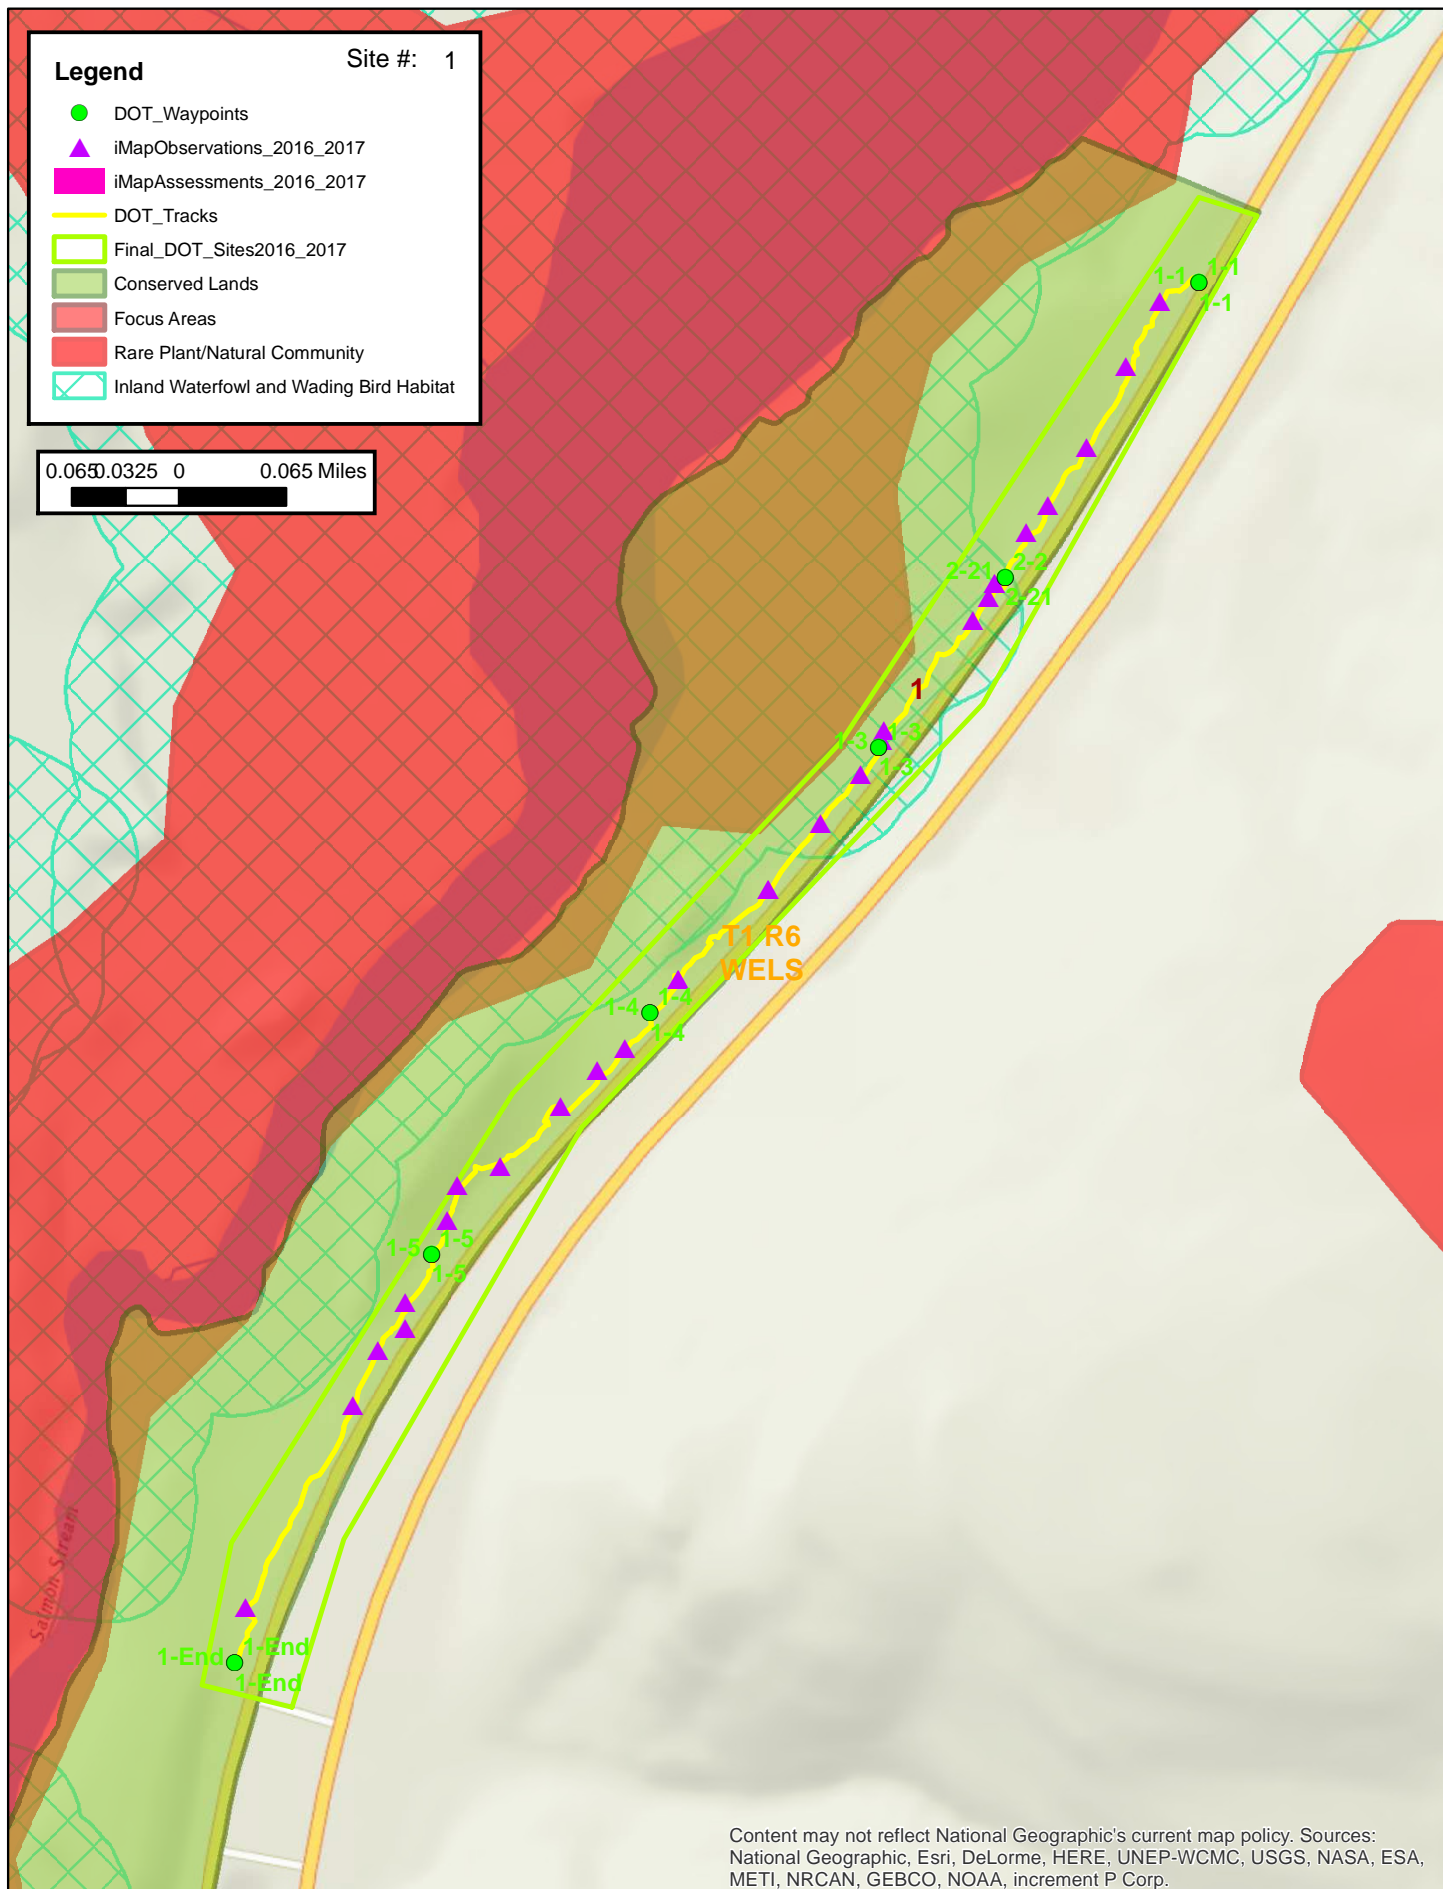 Site #: 1
Legend
DOT_Waypoints
iMapObservations_2016_2017
iMapAssessments_2016_2017
DOT_Tracks
Final_DOT_Sites2016_2017
Conserved Lands
Focus Areas
Rare Plant/Natural Community
Inland Waterfowl and Wading Bird Habitat
0.065 0.0325 0 0.065 Miles
1-1 1-1
1-1
2-21 2-2
2-21
1
1-3 1-3
1-3
T1 R6
WELS
1-4 1-4
1-4
1-5 1-5
1-5
Salmon Stream
1-End 1-End
1-End
Content may not reflect National Geographic's current map policy. Sources:
National Geographic, Esri, DeLorme, HERE, UNEP-WCMC, USGS, NASA, ESA,
METI, NRCAN, GEBCO, NOAA, increment P Corp.